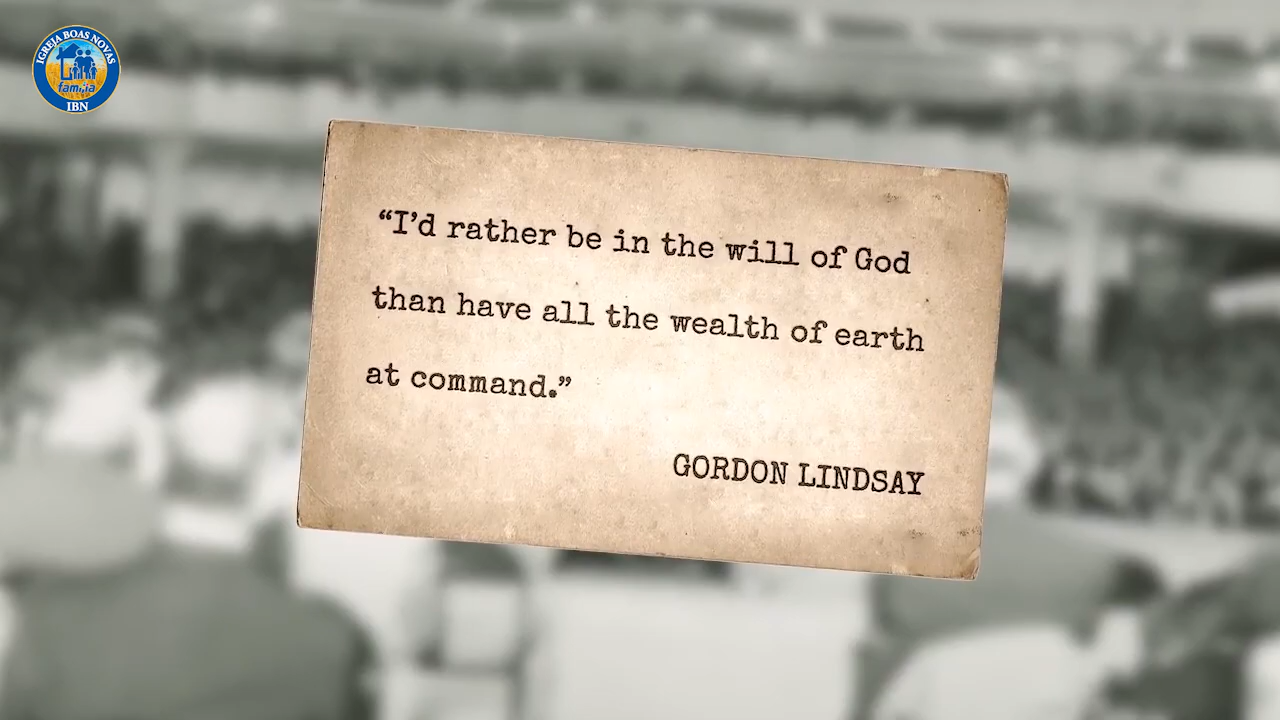 IGREJA BOAS NOVAS
família
IBN
“I’d rather be in the will of God
than have all the wealth of earth
at command.”
GORDON LINDSAY